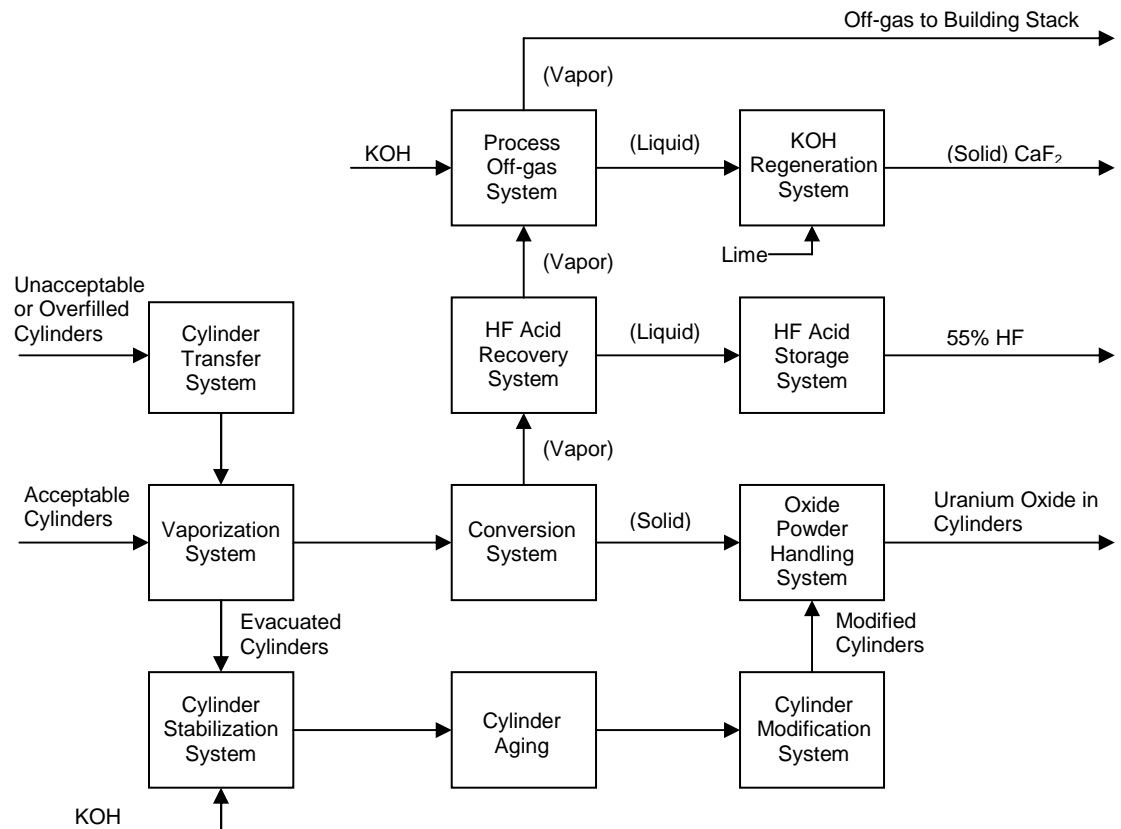 Off-gas to Building Stack
(Vapor)
KOH
Process
Off-gas
System
(Liquid)
KOH
Regeneration
System
(Solid) CaF₂
Lime
(Vapor)
Unacceptable
or Overfilled
Cylinders
Cylinder
Transfer
System
HF Acid
Recovery
System
(Liquid)
HF Acid
Storage
System
55% HF
(Vapor)
Acceptable
Cylinders
Vaporization
System
Conversion
System
(Solid)
Oxide
Powder
Handling
System
Uranium Oxide in
Cylinders
Evacuated
Cylinders
Modified
Cylinders
Cylinder
Stabilization
System
Cylinder
Aging
Cylinder
Modification
System
KOH